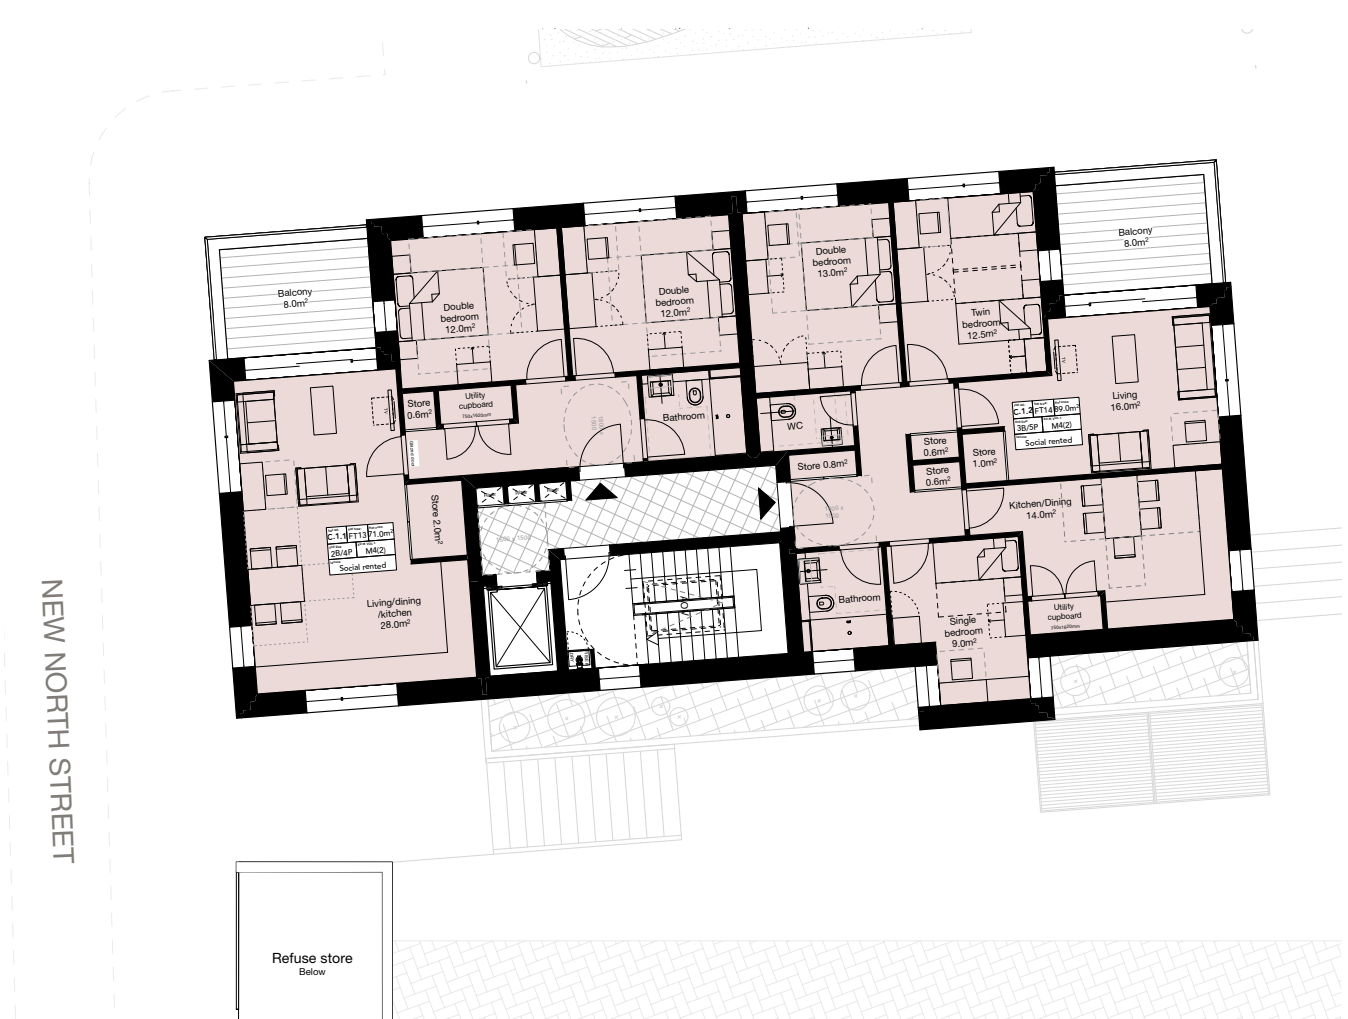 Balcony
8.0m²
Double
bedroom
12.0m²
Double
bedroom
12.0m²
Double
bedroom
13.0m²
Twin
bedroom
12.5m²
Balcony
8.0m²
Store
0.6m²
Utility
cupboard
Bathroom
WC
Store 0.8m²
Store
0.6m²
Store
0.6m²
Store
1.0m²
Living
16.0m²
C.1.2 FT14 89.0m²
3B/5P M4(2)
Social rented
Kitchen/Dining
14.0m²
Store 2.0m²
C.1.1 FT13 71.0m²
2B/4P M4(2)
Social rented
Living/dining
/kitchen
28.0m²
1500 x 1500
AOV
Bathroom
Single
bedroom
9.0m²
Utility
cupboard
NEW NORTH STREET
Refuse store
Below